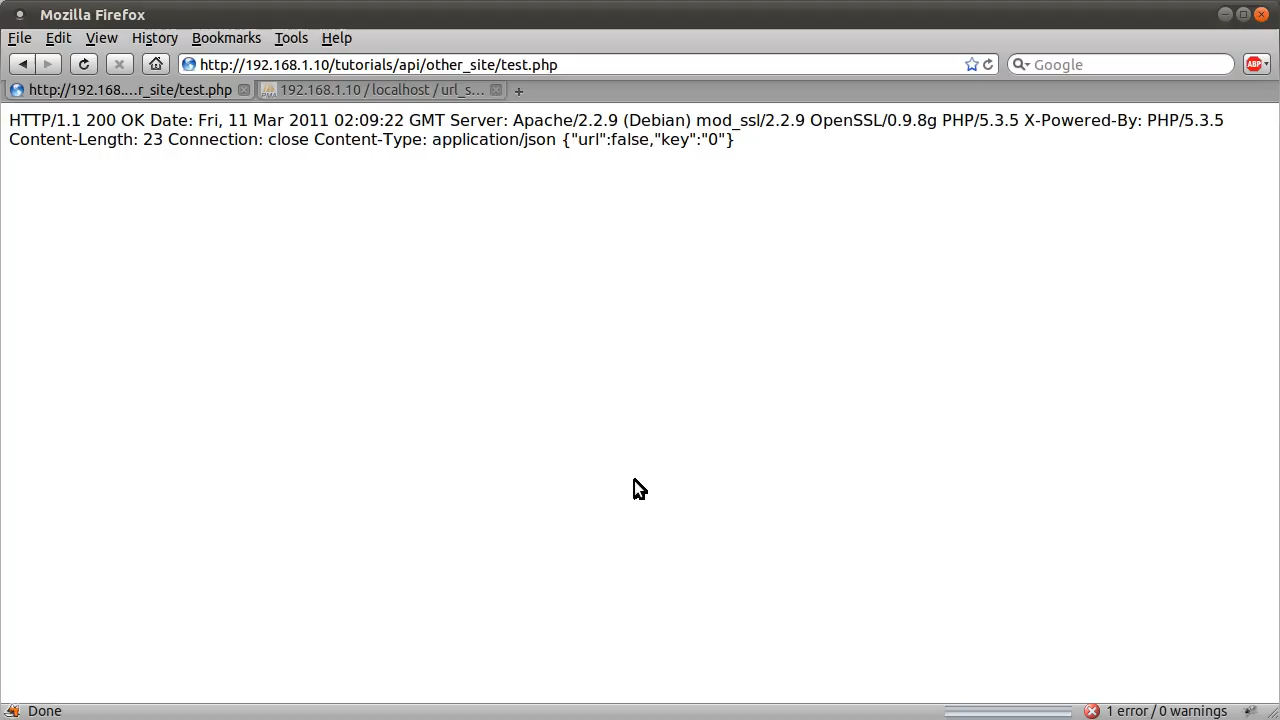 Mozilla Firefox
File Edit View History Bookmarks Tools Help
http://192.168.1.10/tutorials/api/other_site/test.php
Google
ABP
http://192.168....r_site/test.php
PMA
192.168.1.10 / localhost / url_s...
HTTP/1.1 200 OK Date: Fri, 11 Mar 2011 02:09:22 GMT Server: Apache/2.2.9 (Debian) mod_ssl/2.2.9 OpenSSL/0.9.8g PHP/5.3.5 X-Powered-By: PHP/5.3.5
Content-Length: 23 Connection: close Content-Type: application/json {"url":false,"key":"0"}
Done
1 error / 0 warnings